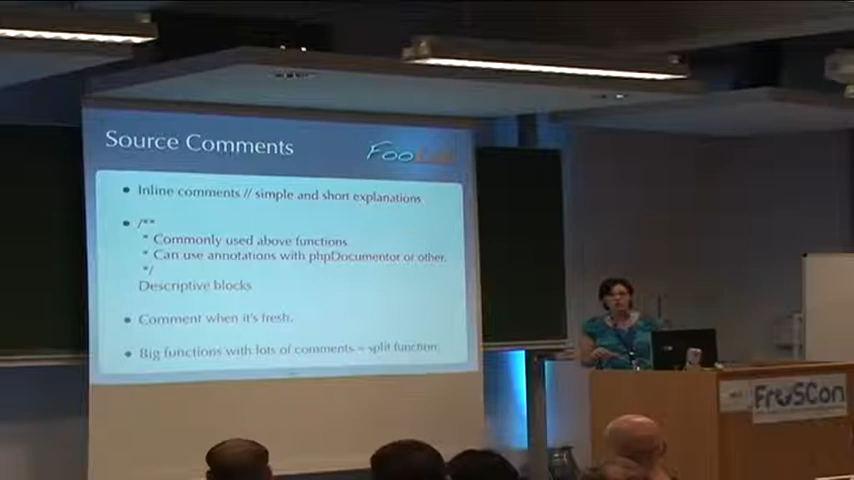 Source Comments
Foo
Inline comments // simple and short explanations
/**
* Commonly used above functions
* Can use annotations with phpDocumentor or other.
*/
Descriptive blocks
Comment when it's fresh.
Big functions with lots of comments = split function.
FrOSCon